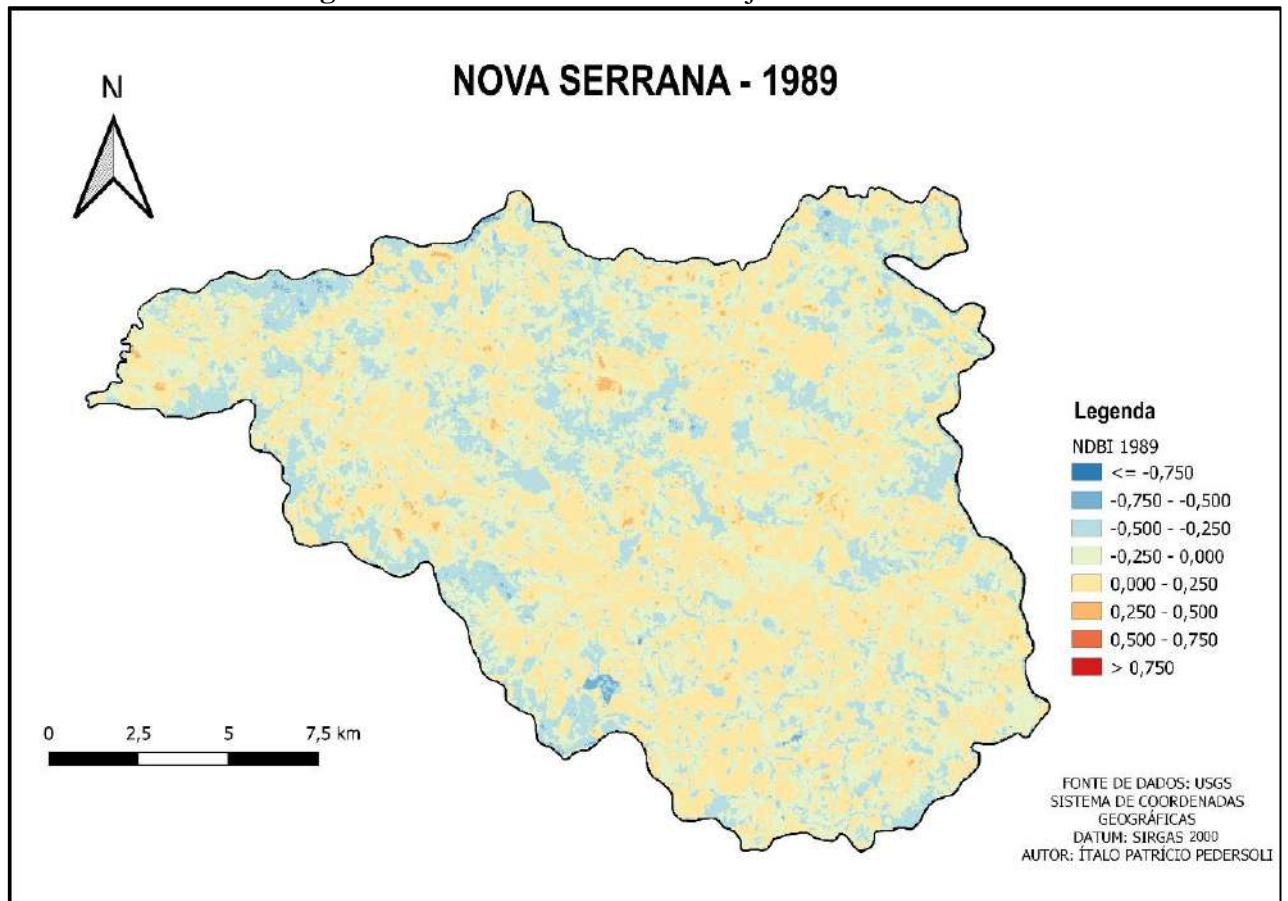 NOVA SERRANA - 1989
N
Legenda
NDBI 1989
<= -0,750
-0,750 - -0,500
-0,500 - -0,250
-0,250 - 0,000
0,000 - 0,250
0,250 - 0,500
0,500 - 0,750
> 0,750
0 2,5 5 7,5 km
FONTE DE DADOS: USGS
SISTEMA DE COORDENADAS
GEOGRÁFICAS
DATUM: SIRGAS 2000
AUTOR: ÍTALO PATRÍCIO PEDERSOLI